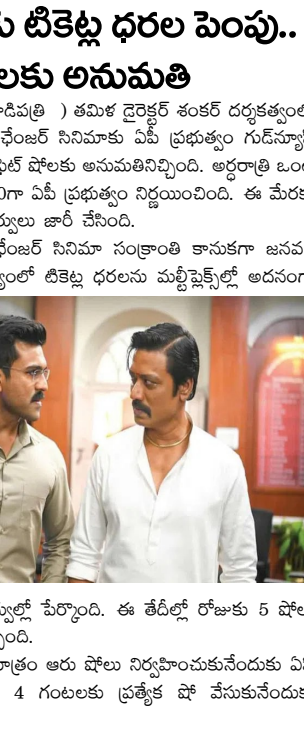 టికెట్ల ధరల పెంపు..
లకు అనుమతి
) తమిళ డైరెక్టర్ శంకర్ దర్శకత్వంలో
ఛేంజర్ సినిమాకు ఏపీ ప్రభుత్వం గుడ్‌న్యూ
షోలకు అనుమతినిచ్చింది. అర్ధరాత్రి ఒం
గా ఏపీ ప్రభుత్వం నిర్ణయించింది. ఈ మేరక
ర్వులు జారీ చేసింది.
ఛేంజర్ సినిమా సంక్రాంతి కానుకగా జనవ
లో టికెట్ల ధరలను మల్టీప్లెక్స్‌ల్లో అదనంగ
ల్లో పేర్కొంది. ఈ తేదీల్లో రోజుకు 5 షో
ంది.
మాత్రం ఆరు షోలు నిర్వహించుకునేందుకు ఏ
4 గంటలకు ప్రత్యేక షో వేసుకునేందుక